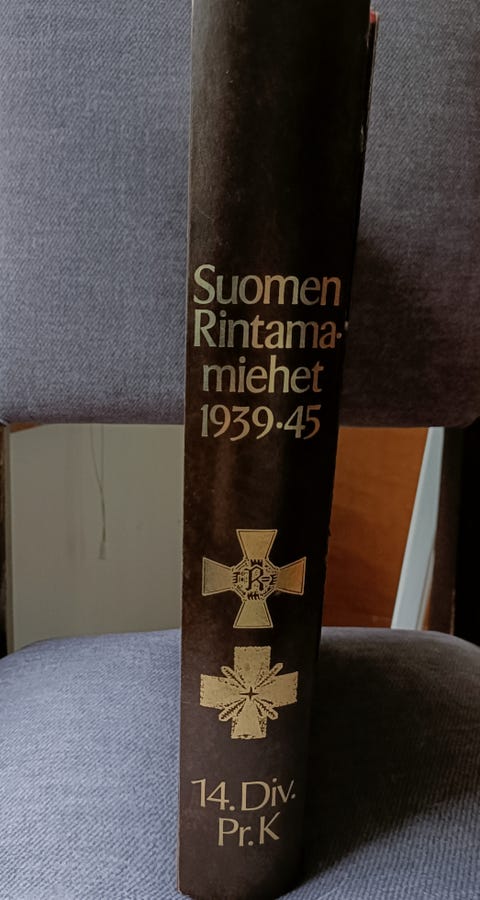 Suomen
Rintama-
miehet
1939·45
R
14. Div.
Pr. K